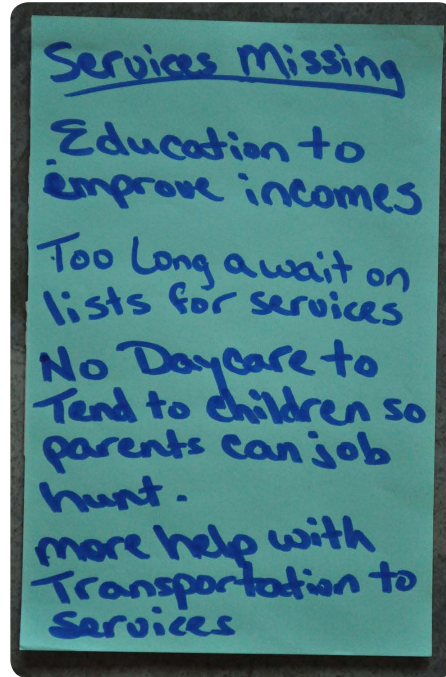 Services Missing
Education to
improve incomes
Too Long a wait on
lists for services
No Daycare to
Tend to children so
parents can job
hunt.
more help with
Transportation to
services